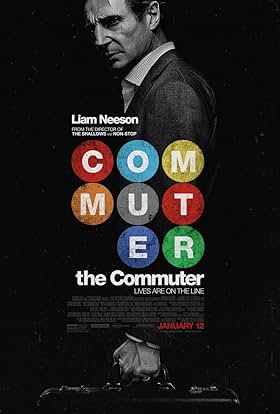 Liam Neeson
FROM THE DIRECTOR OF
THE SHALLOWS AND NON-STOP
COM
MUT
ER
the Commuter
LIVES ARE ON THE LINE
JANUARY 12